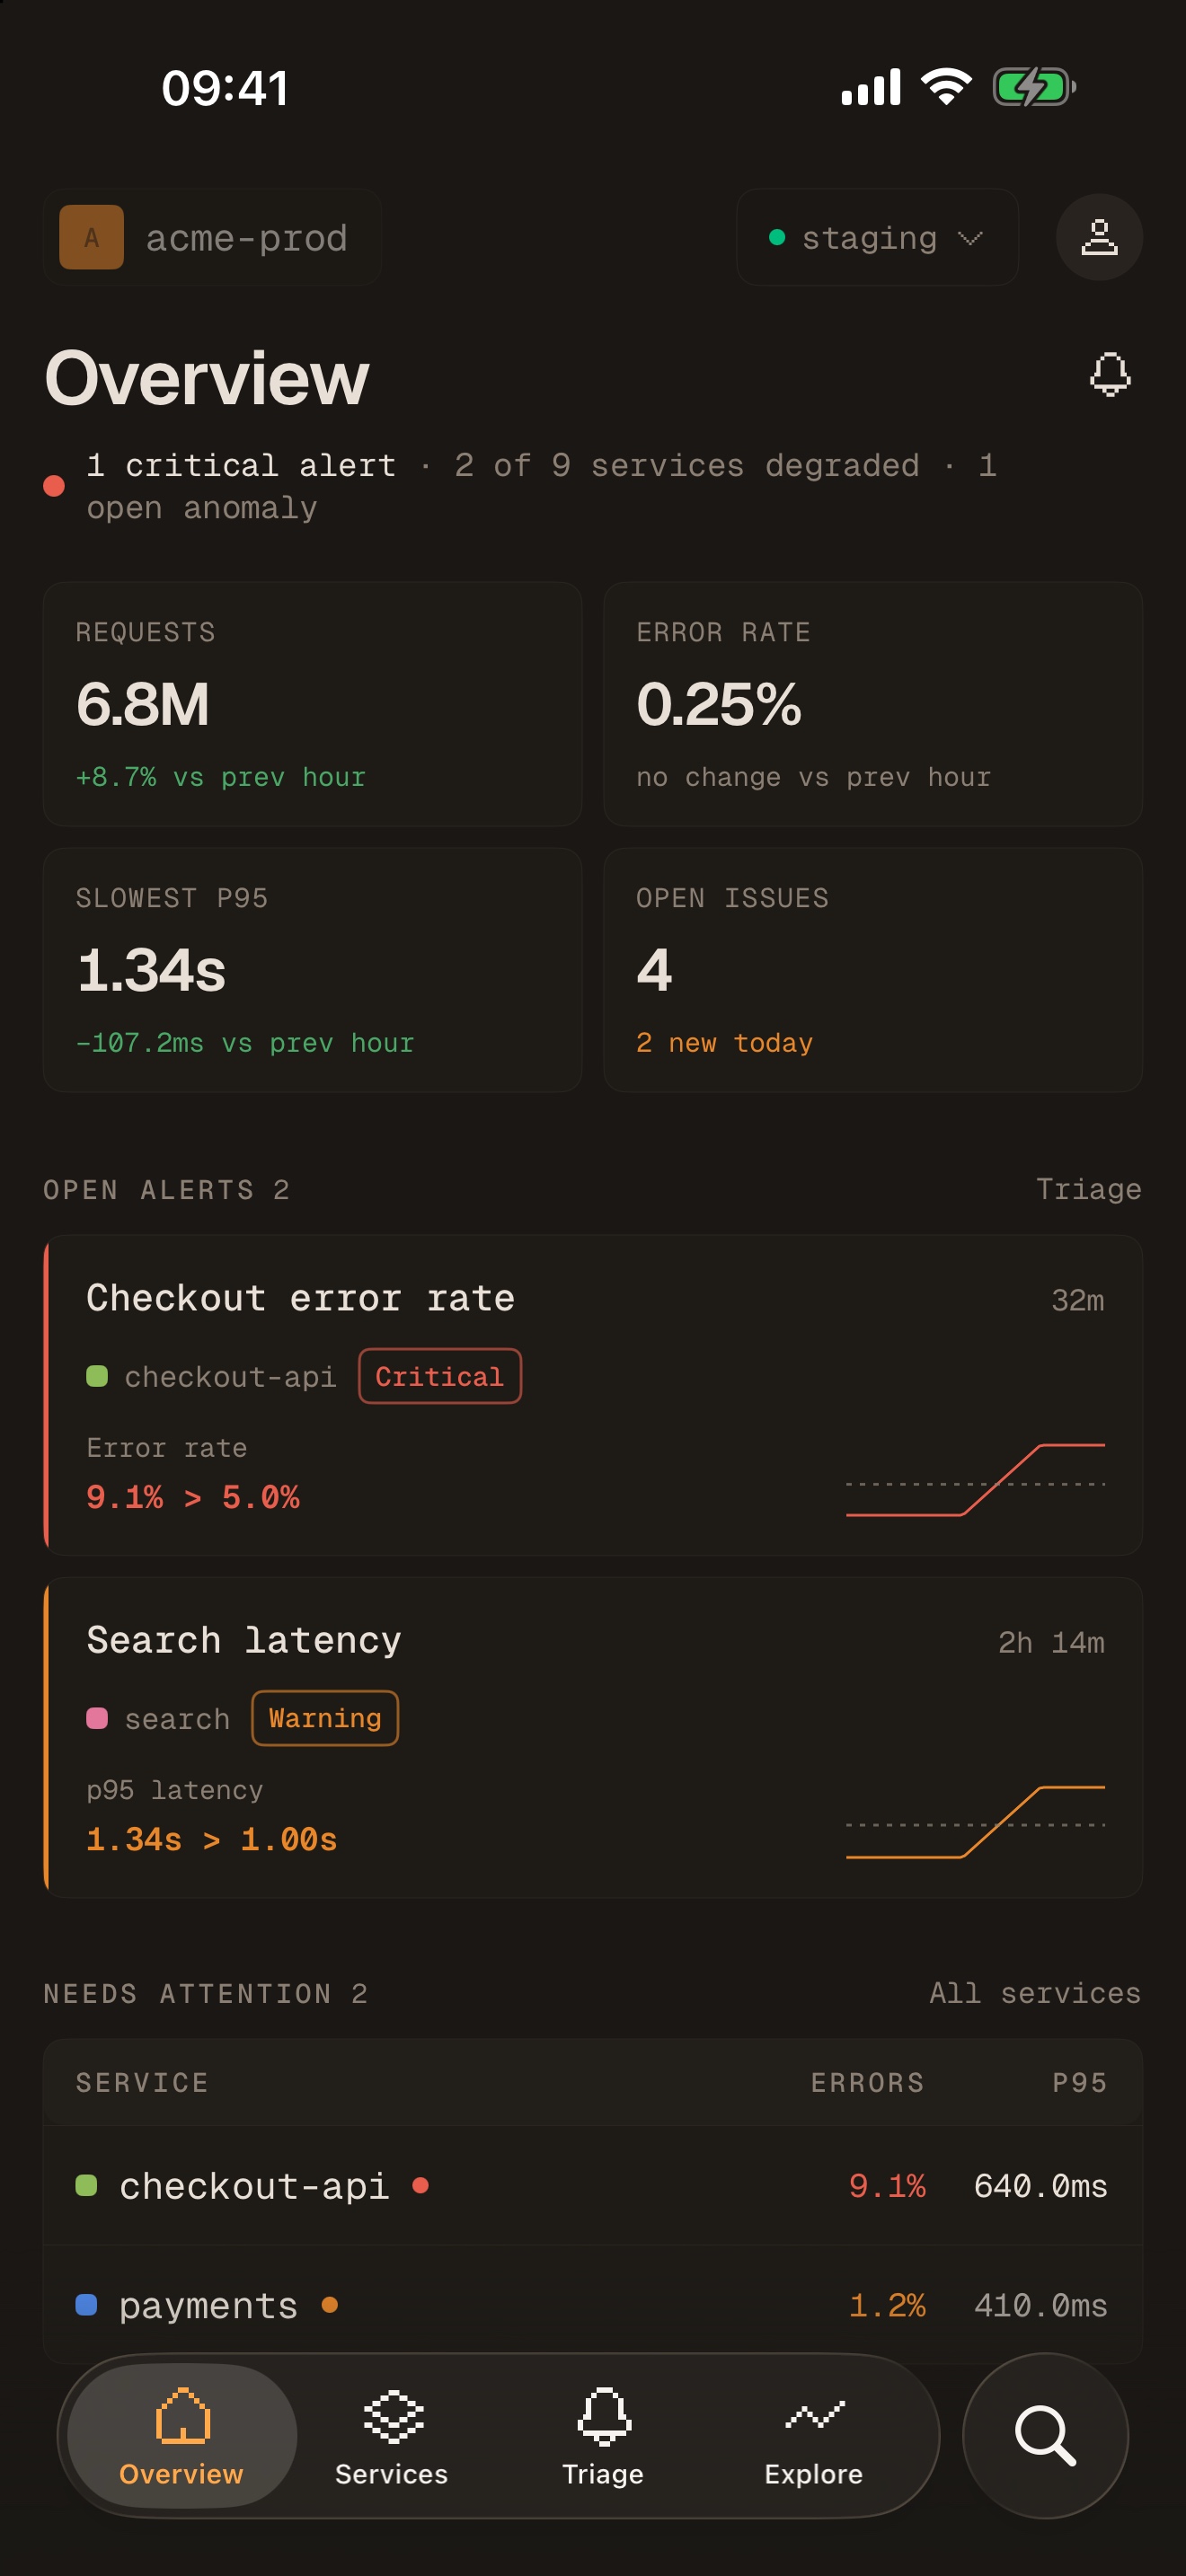 09:41
A acme-prod
staging
Overview
1 critical alert · 2 of 9 services degraded · 1
open anomaly
REQUESTS
6.8M
+8.7% vs prev hour
ERROR RATE
0.25%
no change vs prev hour
SLOWEST P95
1.34s
−107.2ms vs prev hour
OPEN ISSUES
4
2 new today
OPEN ALERTS 2
Triage
Checkout error rate
32m
checkout-api
Critical
Error rate
9.1% > 5.0%
Search latency
2h 14m
search
Warning
p95 latency
1.34s > 1.00s
NEEDS ATTENTION 2
All services
SERVICE ERRORS P95
checkout-api 9.1% 640.0ms
payments 1.2% 410.0ms
Overview
Services
Triage
Explore